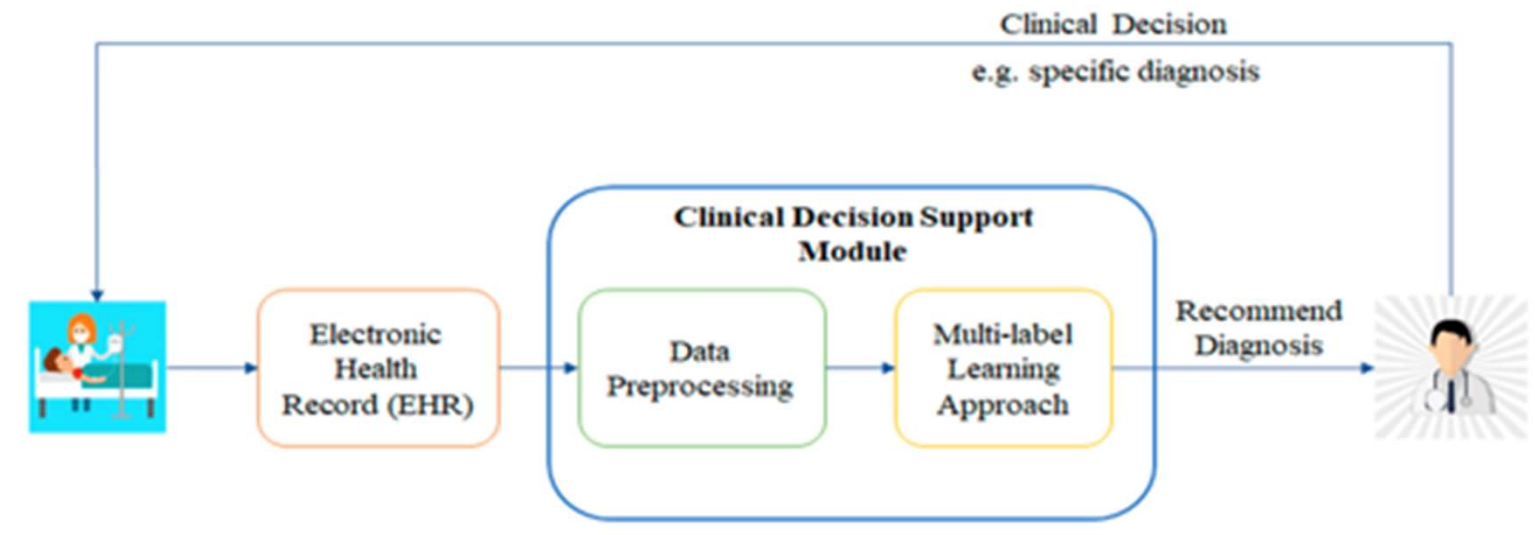 Clinical Decision
e.g. specific diagnosis
Clinical Decision Support
Module
Electronic
Health
Record (EHR)
Data
Preprocessing
Multi-label
Learning
Approach
Recommend
Diagnosis